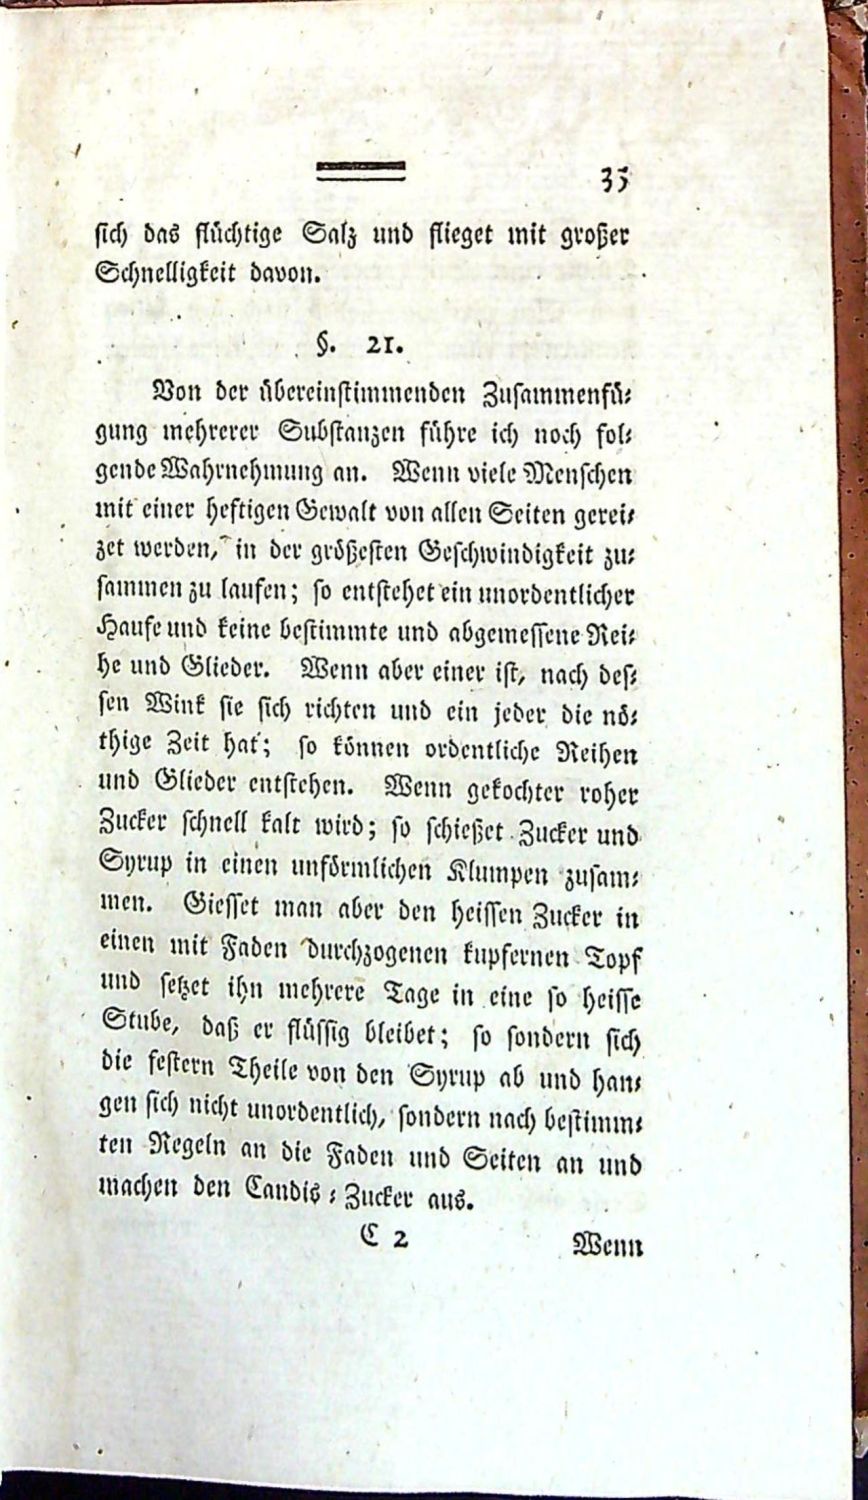 35
sich das flüchtige Salz und flieget mit großer
Schnelligkeit davon.
§. 21.
Von der übereinstimmenden Zusammenfü⸗
gung mehrerer Substanzen führe ich noch fol⸗
gende Wahrnehmung an. Wenn viele Menschen
mit einer heftigen Gewalt von allen Seiten gerei⸗
zet werden, in der größesten Geschwindigkeit zu⸗
sammen zu laufen; so entstehet ein unordentlicher
Haufe und keine bestimmte und abgemessene Rei⸗
he und Glieder. Wenn aber einer ist, nach des⸗
sen Wink sie sich richten und ein jeder die nö⸗
thige Zeit hat; so können ordentliche Reihen
und Glieder entstehen. Wenn gekochter roher
Zucker schnell kalt wird; so schießet Zucker und
Syrup in einen unförmlichen Klumpen zusam⸗
men. Giesset man aber den heissen Zucker in
einen mit Faden durchzogenen kupfernen Topf
und setzet ihn mehrere Tage in eine so heisse
Stube, daß er flüssig bleibet; so sondern sich
die festern Theile von den Syrup ab und han⸗
gen sich nicht unordentlich, sondern nach bestimm⸗
ten Regeln an die Faden und Seiten an und
machen den Candis⸗Zucker aus.
C 2 Wenn